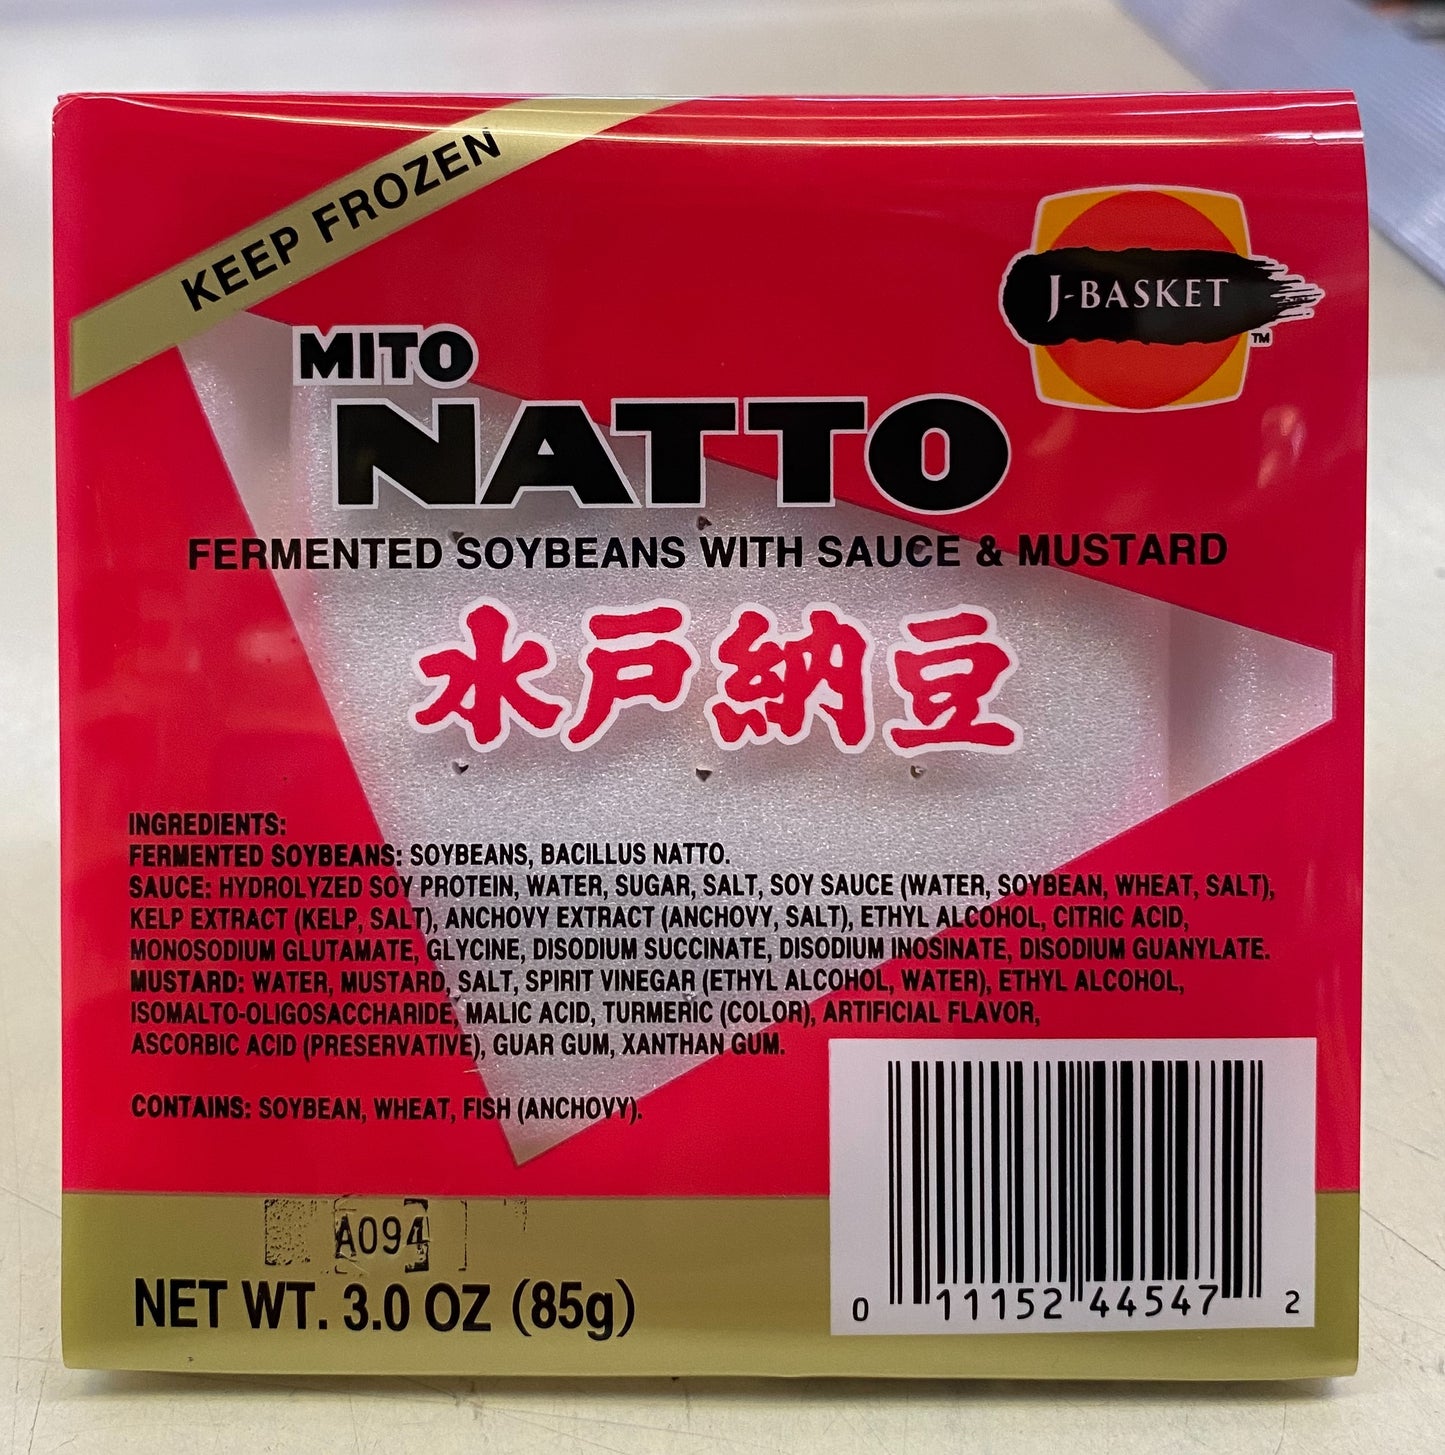 KEEP FROZEN
J-BASKET
TM
MITO
NATTO
FERMENTED SOYBEANS WITH SAUCE & MUSTARD
水戸納豆
INGREDIENTS:
FERMENTED SOYBEANS: SOYBEANS, BACILLUS NATTO.
SAUCE: HYDROLYZED SOY PROTEIN, WATER, SUGAR, SALT, SOY SAUCE (WATER, SOYBEAN, WHEAT, SALT),
KELP EXTRACT (KELP, SALT), ANCHOVY EXTRACT (ANCHOVY, SALT), ETHYL ALCOHOL, CITRIC ACID,
MONOSODIUM GLUTAMATE, GLYCINE, DISODIUM SUCCINATE, DISODIUM INOSINATE, DISODIUM GUANYLATE.
MUSTARD: WATER, MUSTARD, SALT, SPIRIT VINEGAR (ETHYL ALCOHOL, WATER), ETHYL ALCOHOL,
ISOMALTO-OLIGOSACCHARIDE, MALIC ACID, TURMERIC (COLOR), ARTIFICIAL FLAVOR,
ASCORBIC ACID (PRESERVATIVE), GUAR GUM, XANTHAN GUM.
CONTAINS: SOYBEAN, WHEAT, FISH (ANCHOVY).
A094
NET WT. 3.0 OZ (85g)
0 11152 44547 2